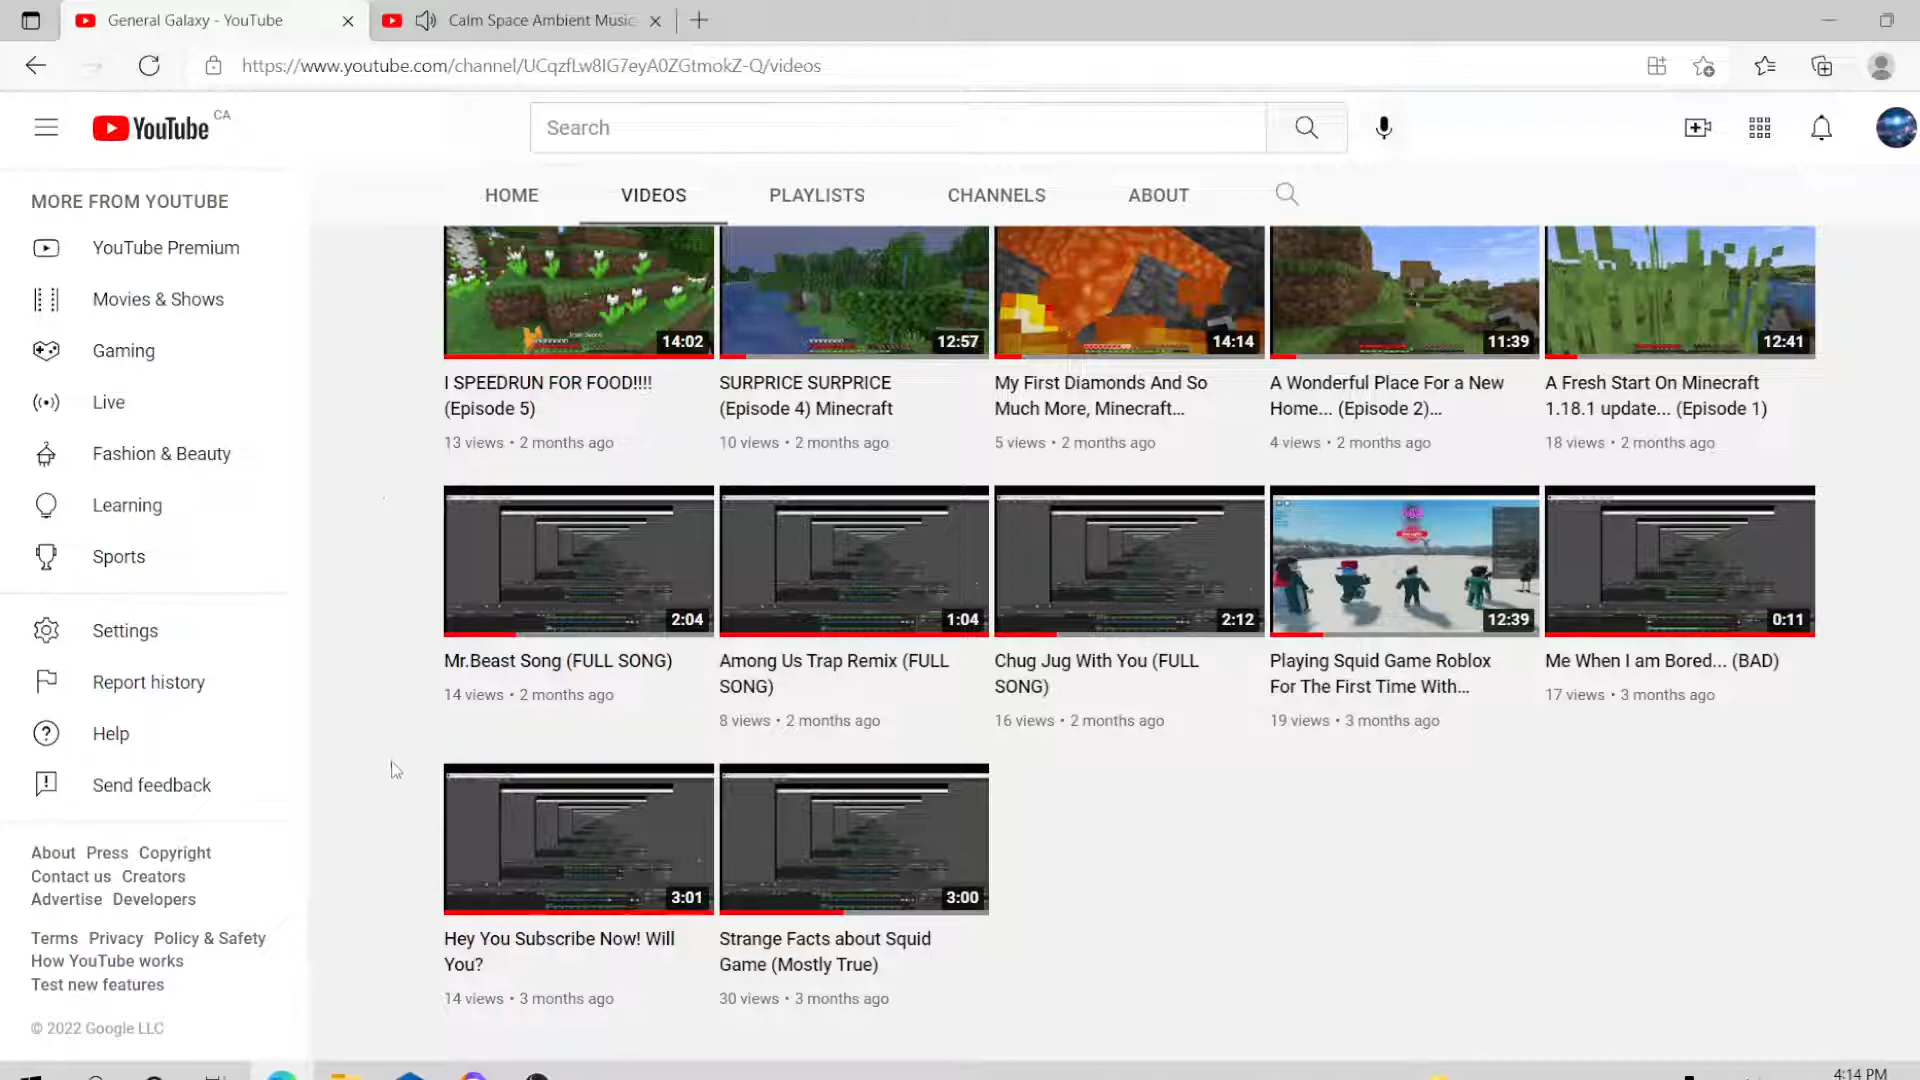 General Galaxy - YouTube
Calm Space Ambient Music
https://www.youtube.com/channel/UCqzfLw8IG7eyA0ZGtmokZ-Q/videos
YouTube CA
Search
HOME VIDEOS PLAYLISTS CHANNELS ABOUT
MORE FROM YOUTUBE
YouTube Premium
Movies & Shows
Gaming
Live
Fashion & Beauty
Learning
Sports
Settings
Report history
Help
Send feedback
About Press Copyright
Contact us Creators
Advertise Developers
Terms Privacy Policy & Safety
How YouTube works
Test new features
© 2022 Google LLC
14:02
I SPEEDRUN FOR FOOD!!!!
(Episode 5)
13 views • 2 months ago
12:57
SURPRICE SURPRICE
(Episode 4) Minecraft
10 views • 2 months ago
14:14
My First Diamonds And So
Much More, Minecraft...
5 views • 2 months ago
11:39
A Wonderful Place For a New
Home... (Episode 2)...
4 views • 2 months ago
12:41
A Fresh Start On Minecraft
1.18.1 update... (Episode 1)
18 views • 2 months ago
2:04
Mr.Beast Song (FULL SONG)
14 views • 2 months ago
1:04
Among Us Trap Remix (FULL
SONG)
8 views • 2 months ago
2:12
Chug Jug With You (FULL
SONG)
16 views • 2 months ago
12:39
Playing Squid Game Roblox
For The First Time With...
19 views • 3 months ago
0:11
Me When I am Bored... (BAD)
17 views • 3 months ago
3:01
Hey You Subscribe Now! Will
You?
14 views • 3 months ago
3:00
Strange Facts about Squid
Game (Mostly True)
30 views • 3 months ago
4:14 PM